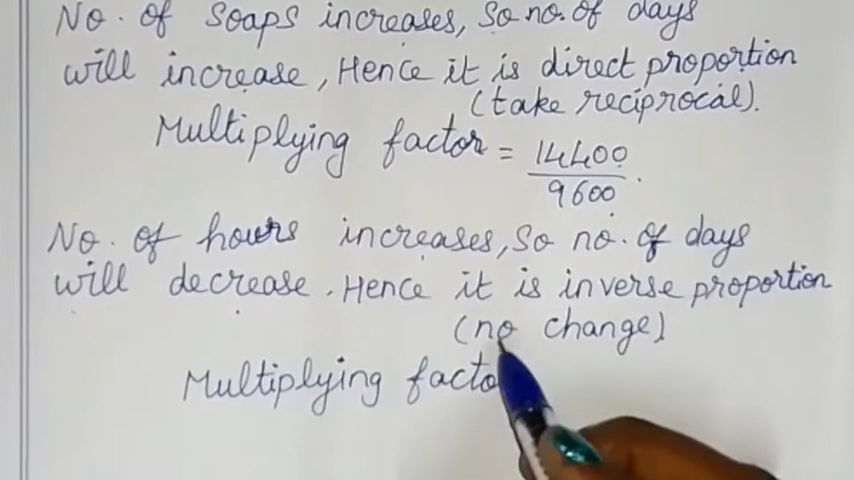 No. of soaps increases, so no. of days
will increase, Hence it is direct proportion
(take reciprocal).
Multiplying factor = 14400
9600.
No. of hours increases, so no. of days
will decrease. Hence it is inverse proportion
(no change)
Multiplying facto